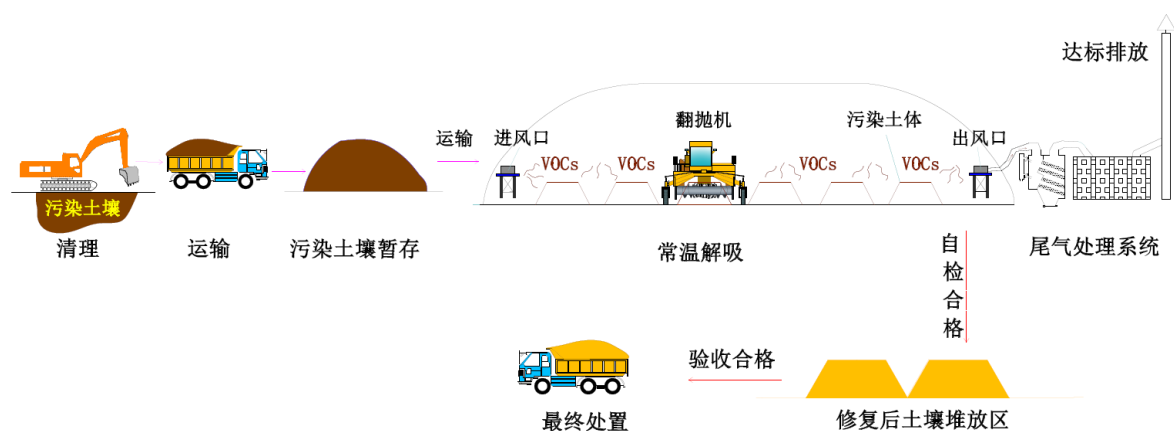 达标排放
运输
进风口
翻抛机
污染土体
出风口
VOCs
VOCs
VOCs
VOCs
污染土壤
清理
运输
污染土壤暂存
常温解吸
尾气处理系统
自检合格
验收合格
最终处置
修复后土壤堆放区